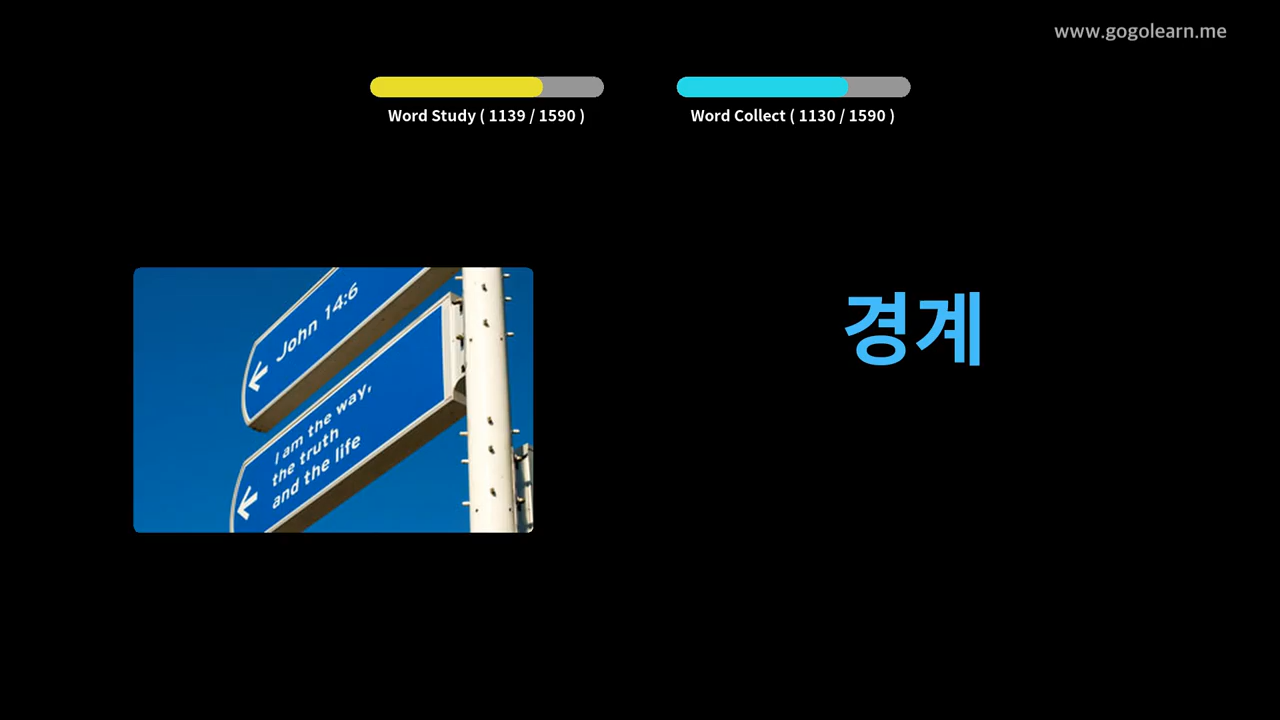 www.gogolearn.me
Word Study ( 1139 / 1590 )
Word Collect ( 1130 / 1590 )
John 14:6
I am the way,
the truth
and the life
경계